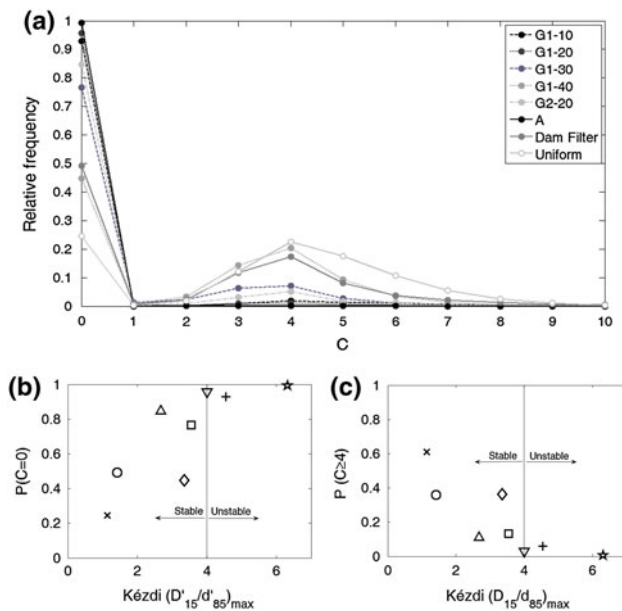 (a)
1
0.9
0.8
0.7
0.6
0.5
0.4
0.3
0.2
0.1
0
Relative frequency
0 1 2 3 4 5 6 7 8 9 10
C
G1-10
G1-20
G1-30
G1-40
G2-20
A
Dam Filter
Uniform
(b)
1
0.8
0.6
0.4
0.2
0
P(C=0)
Stable Unstable
0 2 4 6
Kézdi (D'15/d'85)max
(c)
1
0.8
0.6
0.4
0.2
0
P (C≥4)
Stable Unstable
0 2 4 6
Kézdi (D15/d85)max